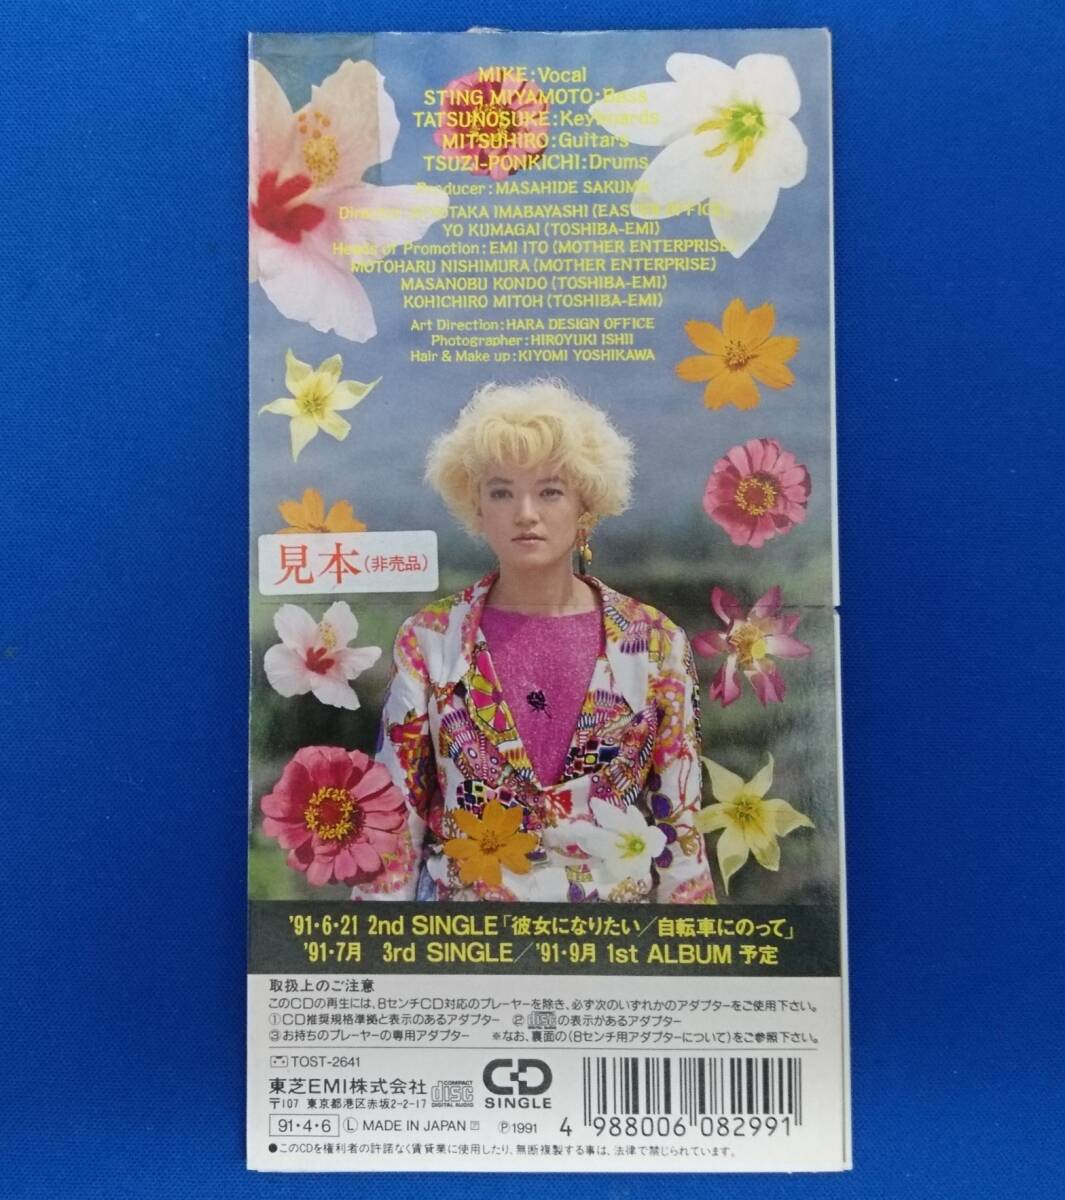 MIKE:Vocal
STING MIYAMOTO:Bass
TATSUNOSUKE:Keyboards
MITSUHIRO:Guitars
TSUZI-PONKICHI:Drums
Producer:MASAHIDE SAKUMA
IMABAYASHI (EASTERN OFFICE)
YO KUMAGAI (TOSHIBA-EMI)
Heads of Promotion:EMI ITO (MOTHER ENTERPRISE)
MOTOHARU NISHIMURA (MOTHER ENTERPRISE)
MASANOBU KONDO (TOSHIBA-EMI)
KOHICHIRO MITOH (TOSHIBA-EMI)
Art Direction:HARA DESIGN OFFICE
Photographer:HIROYUKI ISHII
Hair & Make up:KIYOMI YOSHIKAWA
見本(非売品)
'91・6・21 2nd SINGLE「彼女になりたい/自転車にのって」
'91・7月 3rd SINGLE/'91・9月 1st ALBUM 予定
取扱上のご注意
このCDの再生には、8センチCD対応のプレーヤーを除き、必ず次のいずれかのアダプターをご使用下さい。
①CD推奨規格準拠と表示のあるアダプター ②disc の表示があるアダプター
③お持ちのプレーヤーの専用アダプター ※なお、裏面の〈8センチ用アダプターについて〉をご参照下さい。
TOST-2641
東芝EMI株式会社 COMPACT disc DIGITAL AUDIO
〒107 東京都港区赤坂2-2-17
CD SINGLE
91・4・6 Ⓛ MADE IN JAPAN ℗1991
4 988006 082991
●このCDを権利者の許諾なく賃貸業に使用したり、無断複製する事は、法律で禁じられています。